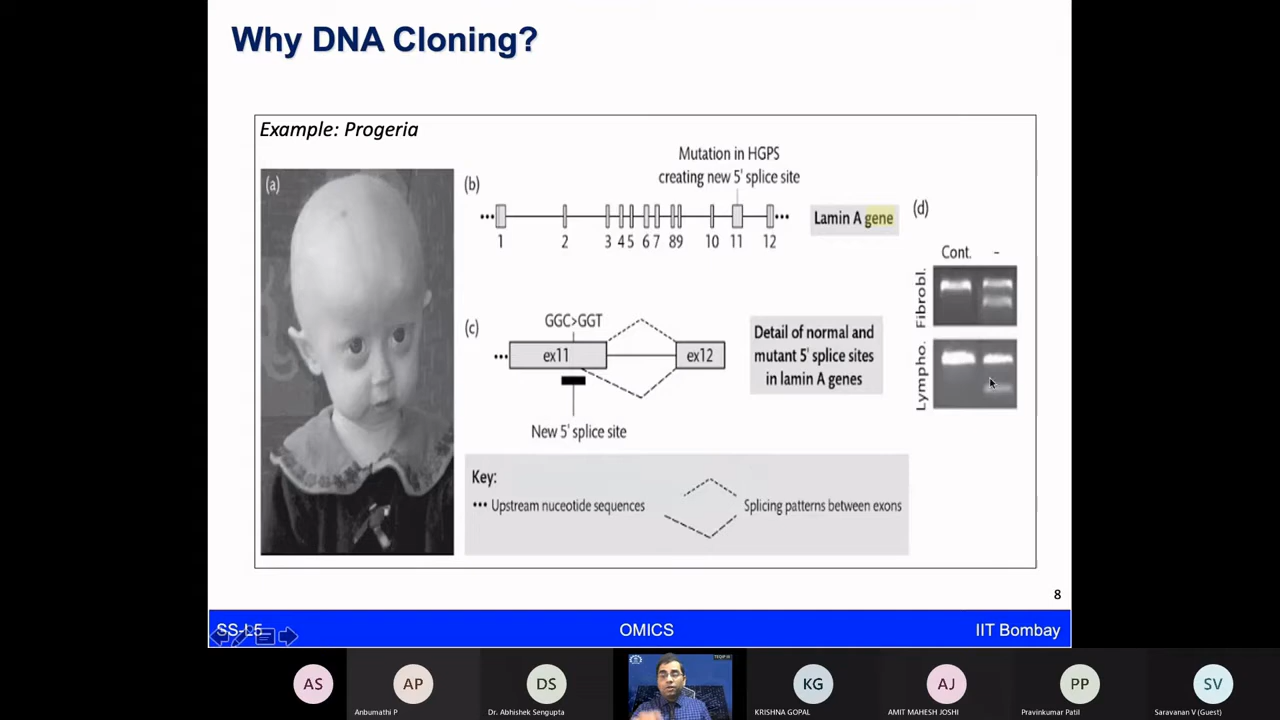 Why DNA Cloning?
Example: Progeria
(a)
(b)
Mutation in HGPS
creating new 5' splice site
1 2 3 4 5 6 7 8 9 10 11 12
Lamin A gene
(c)
GGC>GGT
ex11
ex12
New 5' splice site
Detail of normal and
mutant 5' splice sites
in lamin A genes
(d)
Cont. -
Fibrobl.
Lympho.
Key:
••• Upstream nuceotide sequences
Splicing patterns between exons
8
SS-L5
OMICS
IIT Bombay
AS
AP
DS
KG
AJ
PP
SV
Anbumathi P
Dr. Abhishek Sengupta
KRISHNA GOPAL
AMIT MAHESH JOSHI
Pravinkumar Patil
Saravanan V (Guest)